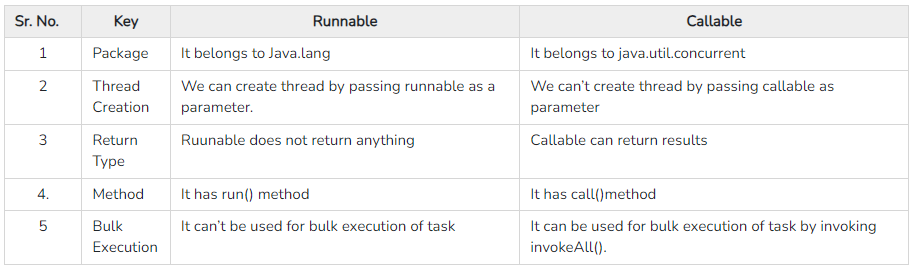 Sr. No. Key Runnable Callable
1 Package It belongs to Java.lang It belongs to java.util.concurrent
2 Thread Creation We can create thread by passing runnable as a parameter. We can’t create thread by passing callable as parameter
3 Return Type Ruunable does not return anything Callable can return results
4. Method It has run() method It has call()method
5 Bulk Execution It can’t be used for bulk execution of task It can be used for bulk execution of task by invoking invokeAll().